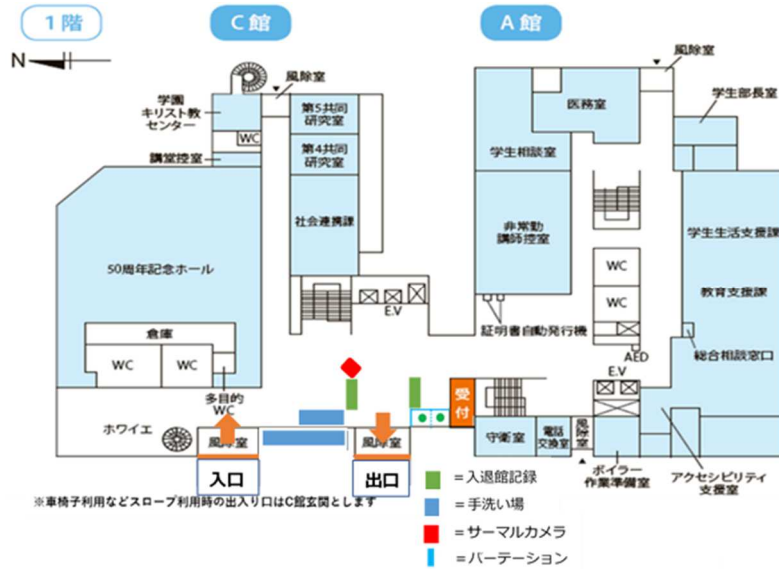 1階
C館
A館
N
風除室
風除室
学園
キリスト教
センター
第5共同
研究室
医務室
学生部長室
WC
第4共同
研究室
学生相談室
講堂控室
社会連携課
非常勤
講師控室
学生生活支援課
50周年記念ホール
WC
教育支援課
E.V
WC
倉庫
証明書自動発行機
総合相談窓口
AED
WC
WC
E.V
多目的
WC
受付
ホワイエ
風除室
風除室
守衛室
電話
交換室
風除室
入口
出口
ボイラー
作業準備室
アクセシビリティ
支援室
※車椅子利用などスロープ利用時の出入り口はC館玄関とします
=入退館記録
=手洗い場
=サーマルカメラ
=パーテーション